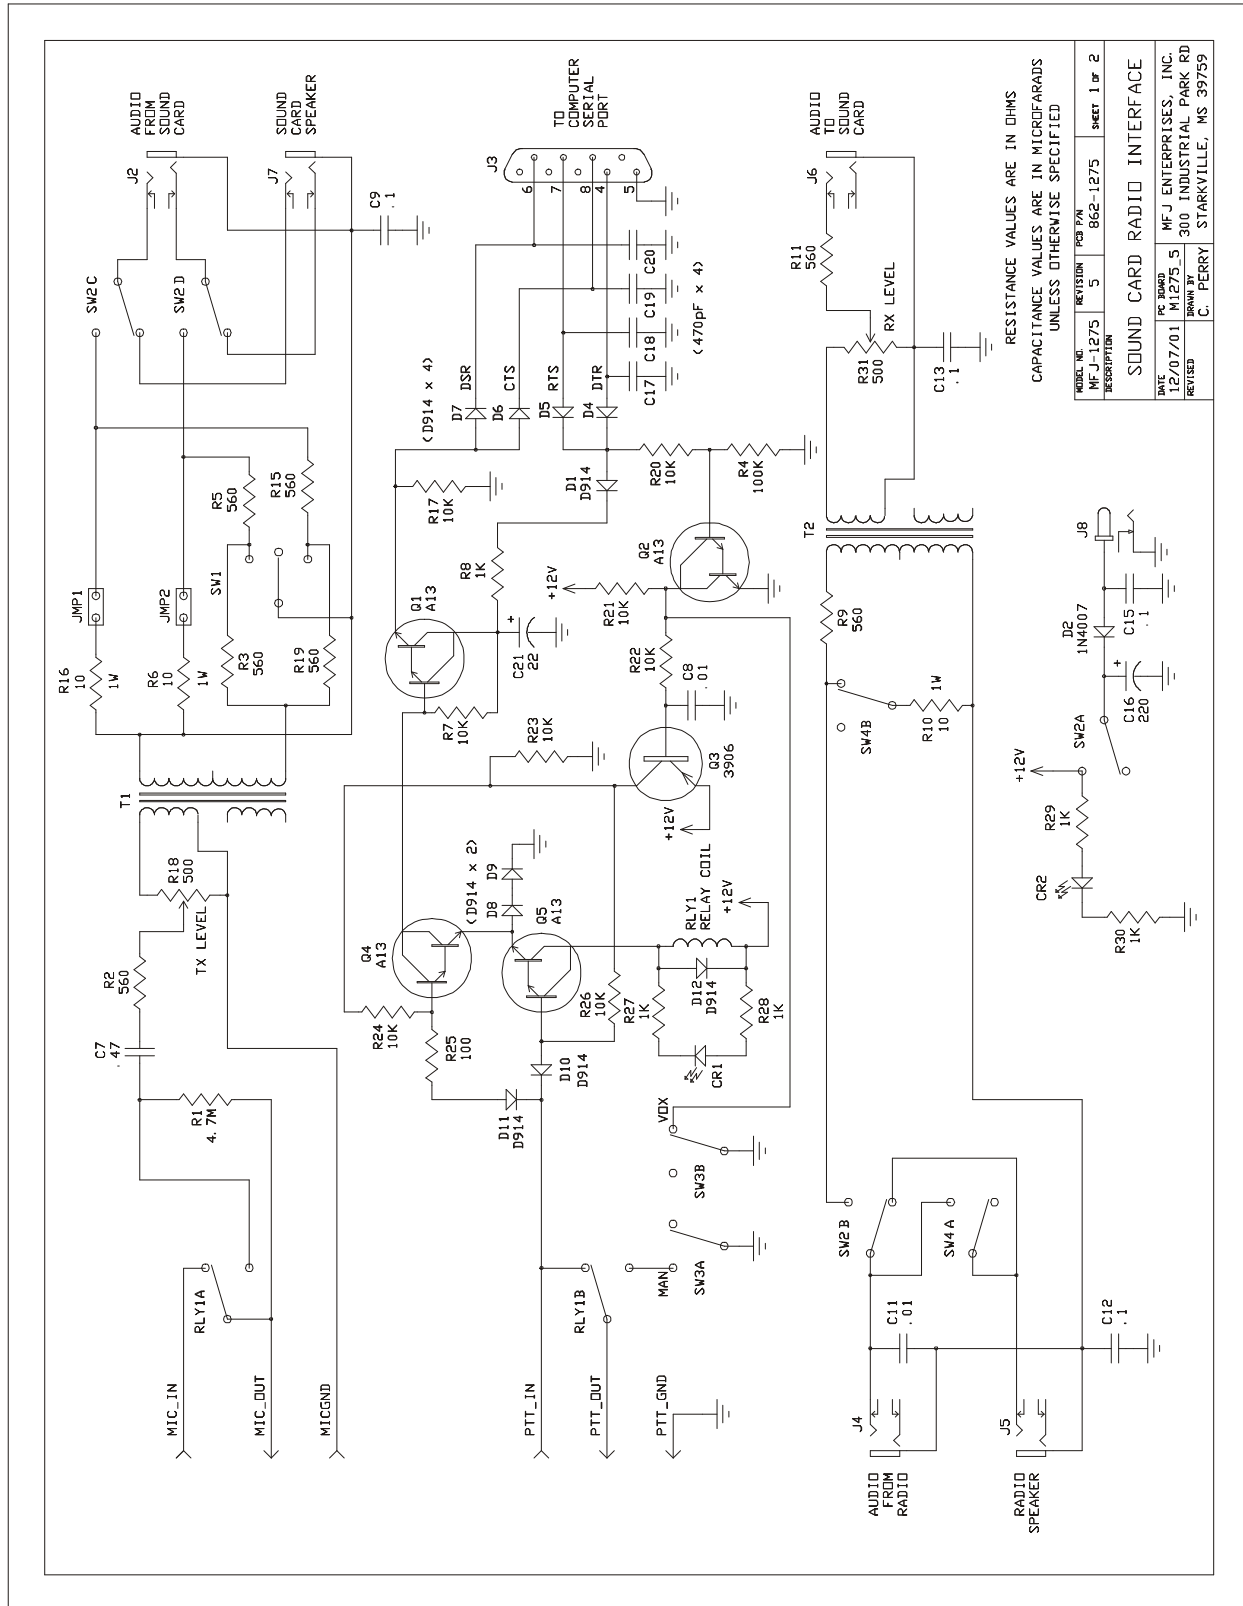 AUDIO
FROM
SOUND
CARD
J2
SOUND
CARD
SPEAKER
J7
C9
.1
SW2C
SW2D
JMP1
JMP2
R16
10
1W
R6
10
1W
R5
560
R15
560
SW1
R3
560
R19
560
T1
R18
500
TX LEVEL
R2
560
C7
.47
R1
4.7M
RLY1A
MIC_IN
MIC_OUT
MICGND
TO
COMPUTER
SERIAL
PORT
J3
6
7
8
4
5
C20
C19
C18
C17
(470pF x 4)
(D914 x 4)
D7
DSR
D6
CTS
D5
RTS
D4
DTR
R17
10K
D1
D914
R20
10K
R4
100K
Q1
A13
R8
1K
C21
22
+
R7
10K
+12V
R21
10K
Q2
A13
R22
10K
C8
.01
R23
10K
Q3
3906
+12V
(D914 x 2)
D8
D9
Q4
A13
Q5
A13
RLY1
RELAY COIL
+12V
R24
10K
R25
100
R26
10K
R27
1K
D12
D914
R28
1K
CR1
D10
D914
D11
D914
VOX
SW3B
MAN
SW3A
RLY1B
PTT_IN
PTT_OUT
PTT_GND
AUDIO
TO
SOUND
CARD
J6
R11
560
RX LEVEL
R31
500
C13
.1
T2
R9
560
SW4B
R10
10
1W
SW2B
SW4A
C11
.01
C12
.1
J4
AUDIO
FROM
RADIO
J5
RADIO
SPEAKER
J8
C15
.1
D2
1N4007
C16
220
+
SW2A
+12V
R29
1K
CR2
R30
1K
RESISTANCE VALUES ARE IN OHMS
CAPACITANCE VALUES ARE IN MICROFARADS
UNLESS OTHERWISE SPECIFIED
MODEL NO. REVISION PCB P/N SHEET 1 OF 2
MFJ-1275 5 862-1275
DESCRIPTION
SOUND CARD RADIO INTERFACE
DATE PC BOARD
12/07/01 M1275_5
REVISED DRAWN BY
C. PERRY
MFJ ENTERPRISES, INC.
300 INDUSTRIAL PARK RD
STARKVILLE, MS 39759